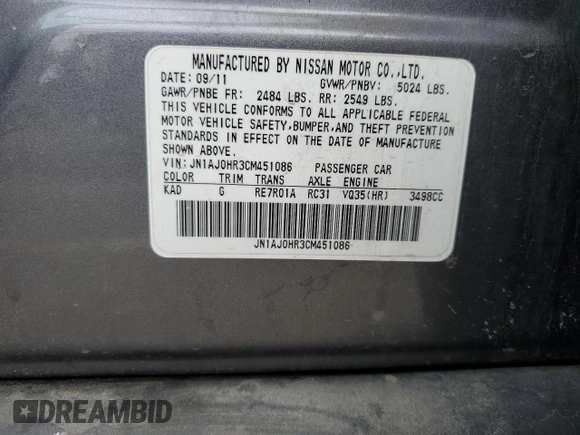 MANUFACTURED BY NISSAN MOTOR CO.,LTD.
DATE: 09/11 GVWR/PNBV: 5024 LBS.
GAWR/PNBE FR: 2484 LBS. RR: 2549 LBS.
THIS VEHICLE CONFORMS TO ALL APPLICABLE FEDERAL
MOTOR VEHICLE SAFETY,BUMPER,AND THEFT PREVENTION
STANDARDS IN EFFECT ON THE DATE OF MANUFACTURE
SHOWN ABOVE.
VIN: JN1AJ0HR3CM451086 PASSENGER CAR
COLOR TRIM TRANS AXLE ENGINE
KAD G RE7R01A RC31 VQ35(HR) 3498CC
JN1AJ0HR3CM451086
DREAMBID